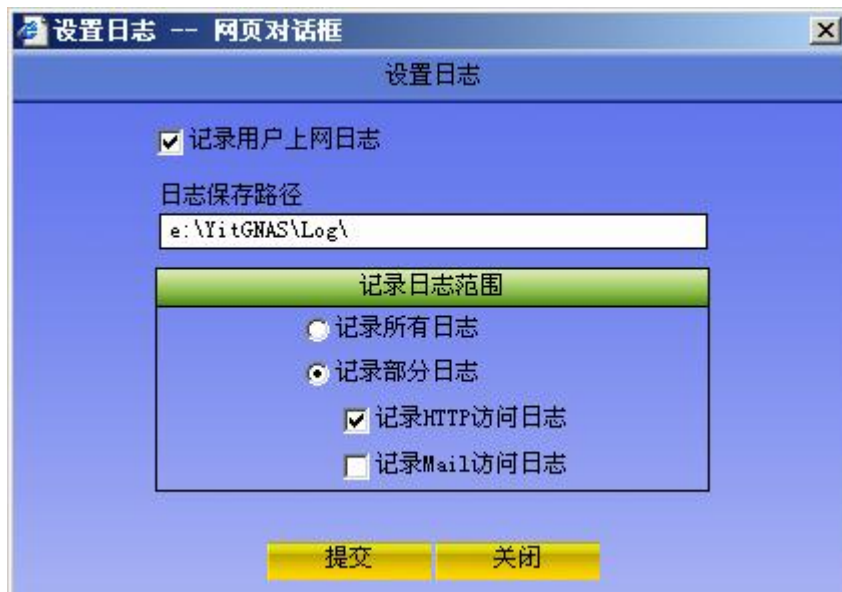 设置日志 -- 网页对话框
设置日志
记录用户上网日志
日志保存路径
e:\YitGNAS\Log\
记录日志范围
记录所有日志
记录部分日志
记录HTTP访问日志
记录Mail访问日志
提交 关闭